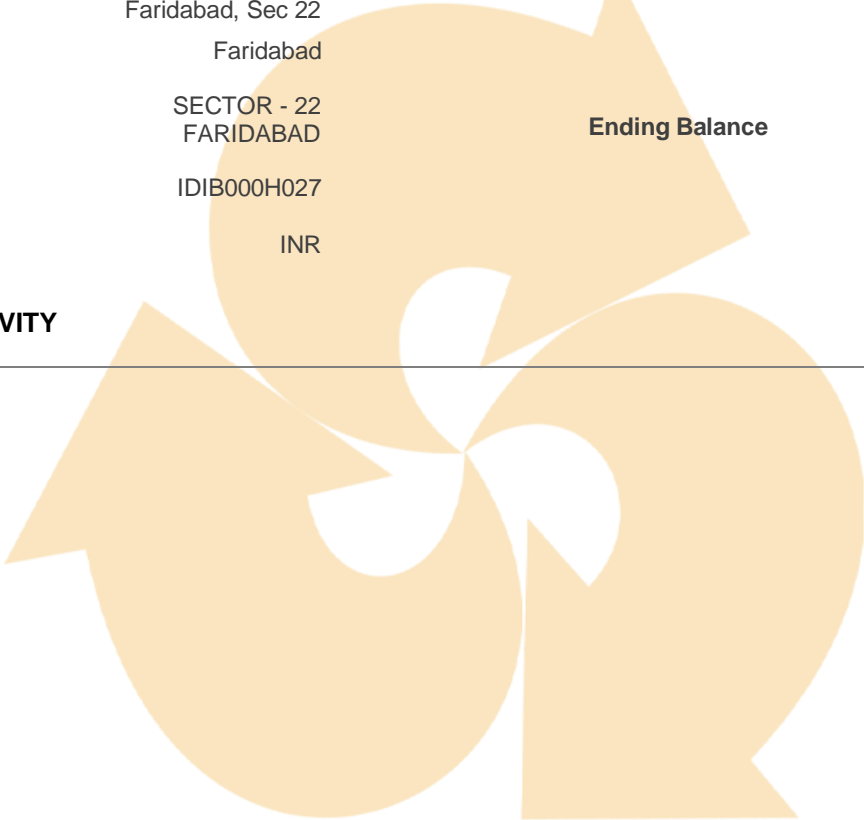 Faridabad, Sec 22
Faridabad
SECTOR - 22
FARIDABAD
Ending Balance
IDIB000H027
INR
VITY